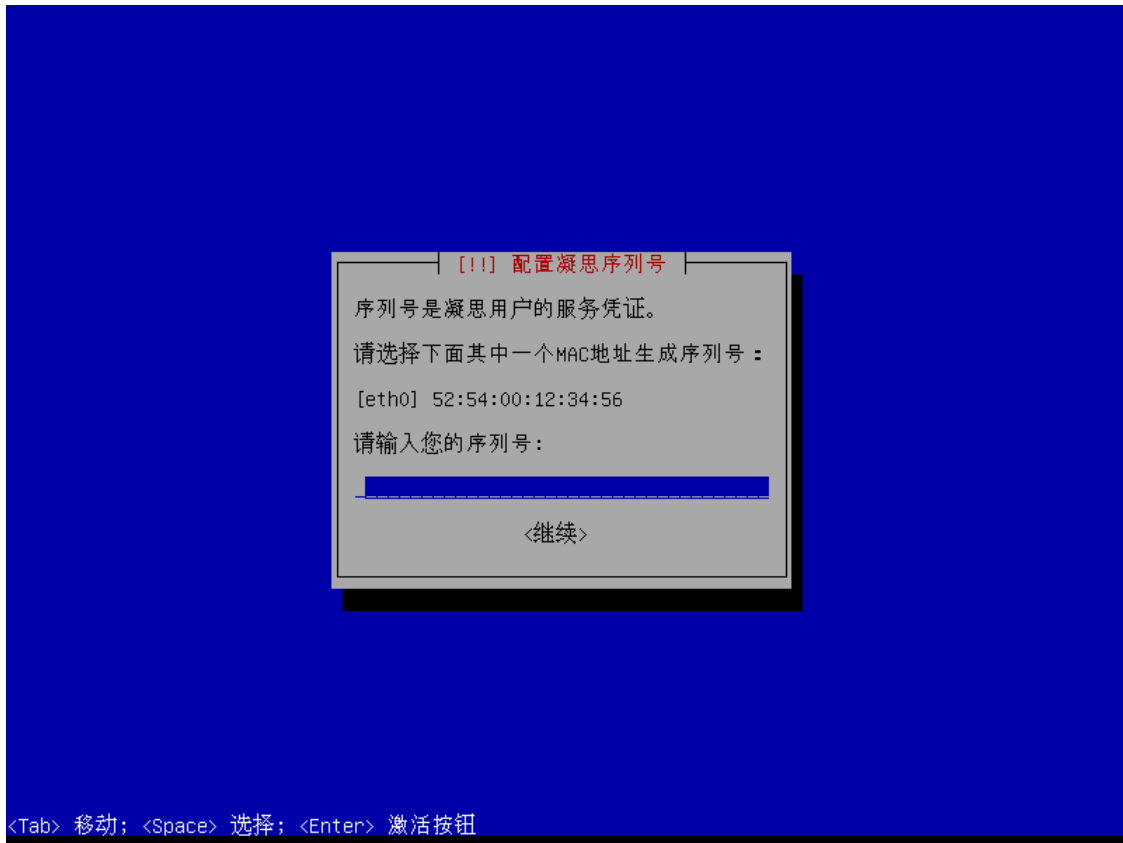 [!!] 配置凝思序列号
序列号是凝思用户的服务凭证。
请选择下面其中一个MAC地址生成序列号：
[eth0] 52:54:00:12:34:56
请输入您的序列号:
<继续>
<Tab> 移动; <Space> 选择; <Enter> 激活按钮